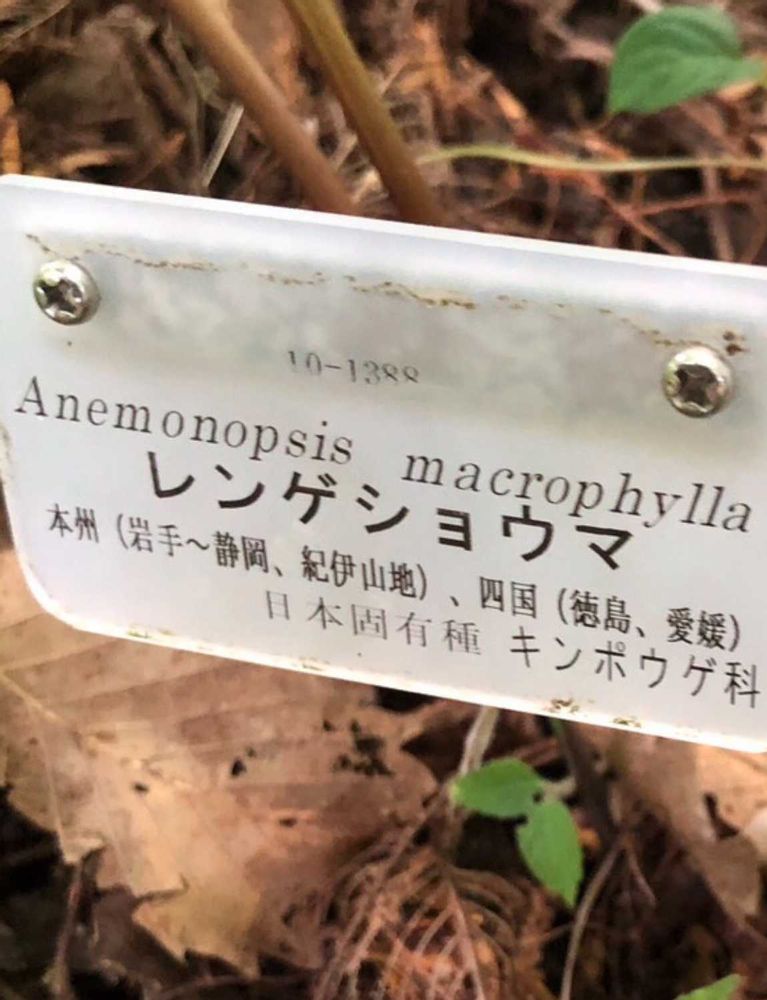 10-1388
Anemonopsis macrophylla
レンゲショウマ
本州（岩手～静岡、紀伊山地）、四国（徳島、愛媛）
日本固有種 キンポウゲ科